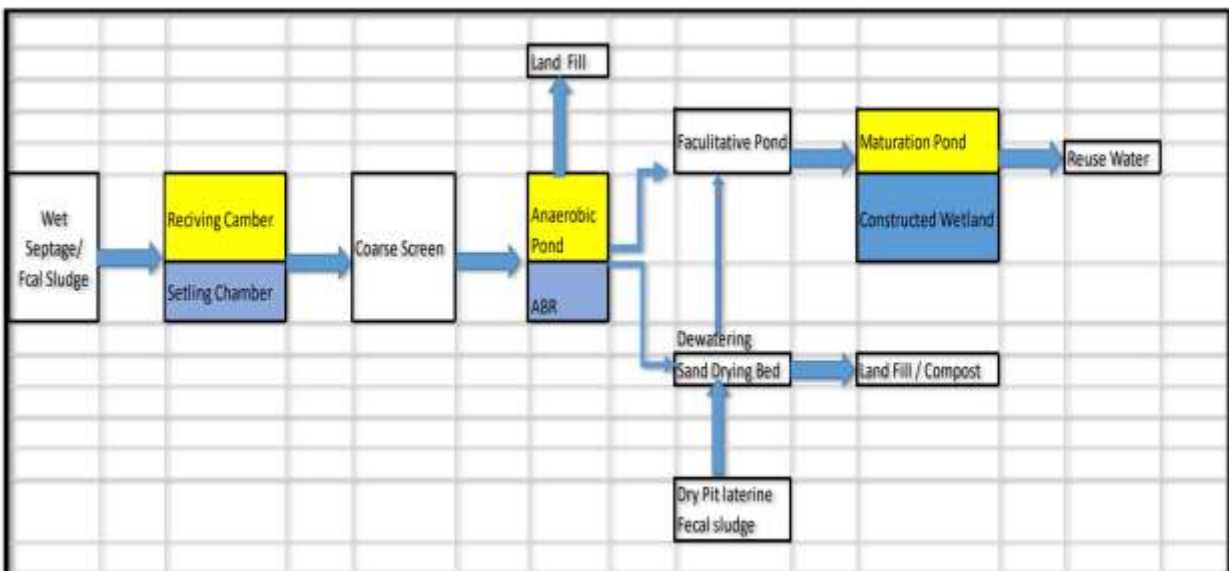 Land Fill
Faculitative Pond
Maturation Pond
Reuse Water
Wet
Septage/
Fcal Sludge
Reciving Camber
Setling Chamber
Coarse Screen
Anaerobic
Pond
ABR
Constructed Wetland
Dewatering
Sand Drying Bed
Land Fill / Compost
Dry Pit laterine
Fecal sludge